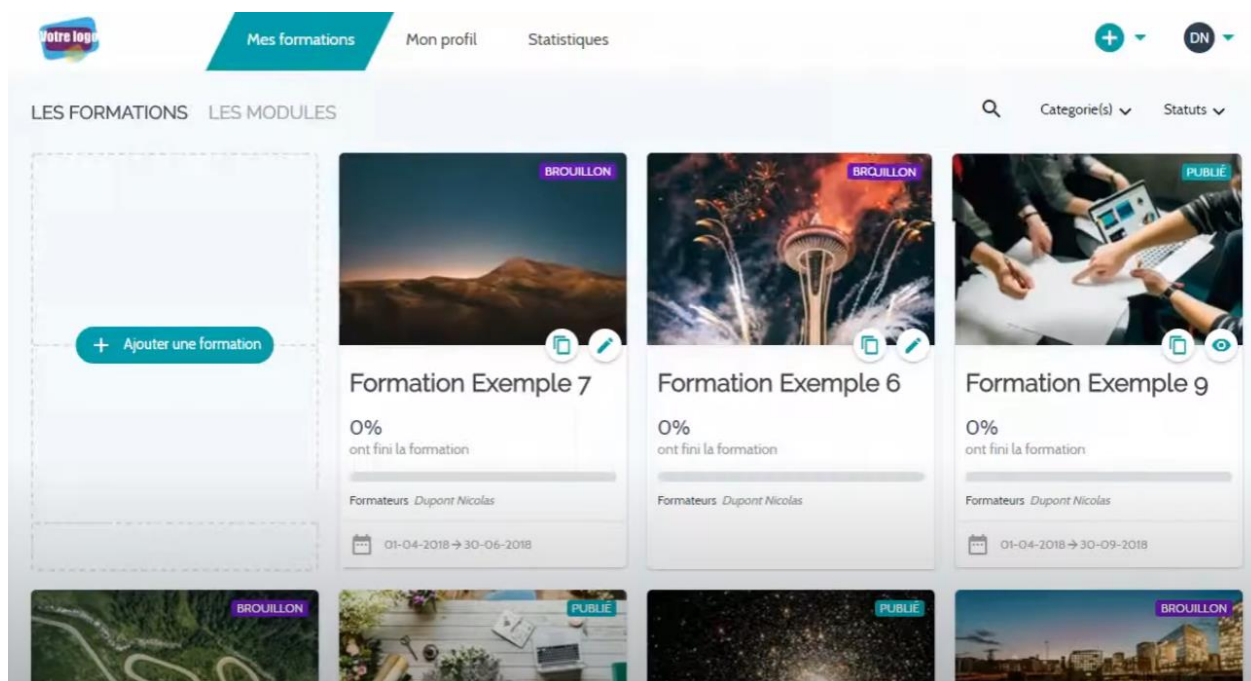 Votre logo
Mes formations
Mon profil
Statistiques
DN
LES FORMATIONS
LES MODULES
Categorie(s)
Statuts
Ajouter une formation
BROUILLON
Formation Exemple 7
0%
ont fini la formation
Formateurs Dupont Nicolas
01-04-2018→30-06-2018
BROUILLON
Formation Exemple 6
0%
ont fini la formation
Formateurs Dupont Nicolas
PUBLIÉ
Formation Exemple 9
0%
ont fini la formation
Formateurs Dupont Nicolas
01-04-2018→30-09-2018
BROUILLON
PUBLIÉ
PUBLIÉ
BROUILLON